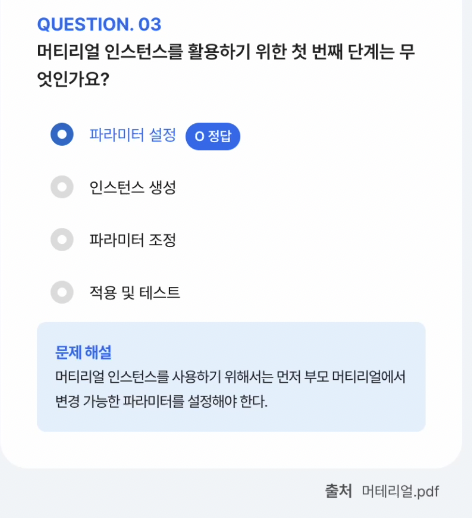 QUESTION. 03
머티리얼 인스턴스를 활용하기 위한 첫 번째 단계는 무
엇인가요?
파라미터 설정 O 정답
인스턴스 생성
파라미터 조정
적용 및 테스트
문제 해설
머티리얼 인스턴스를 사용하기 위해서는 먼저 부모 머티리얼에서
변경 가능한 파라미터를 설정해야 한다.
출처 머테리얼.pdf